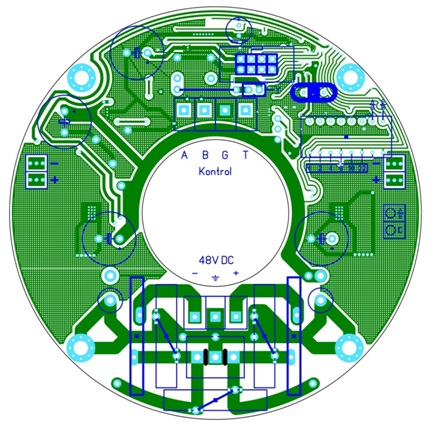 A B G T
Kontrol
- -
+ +
48V DC
- +